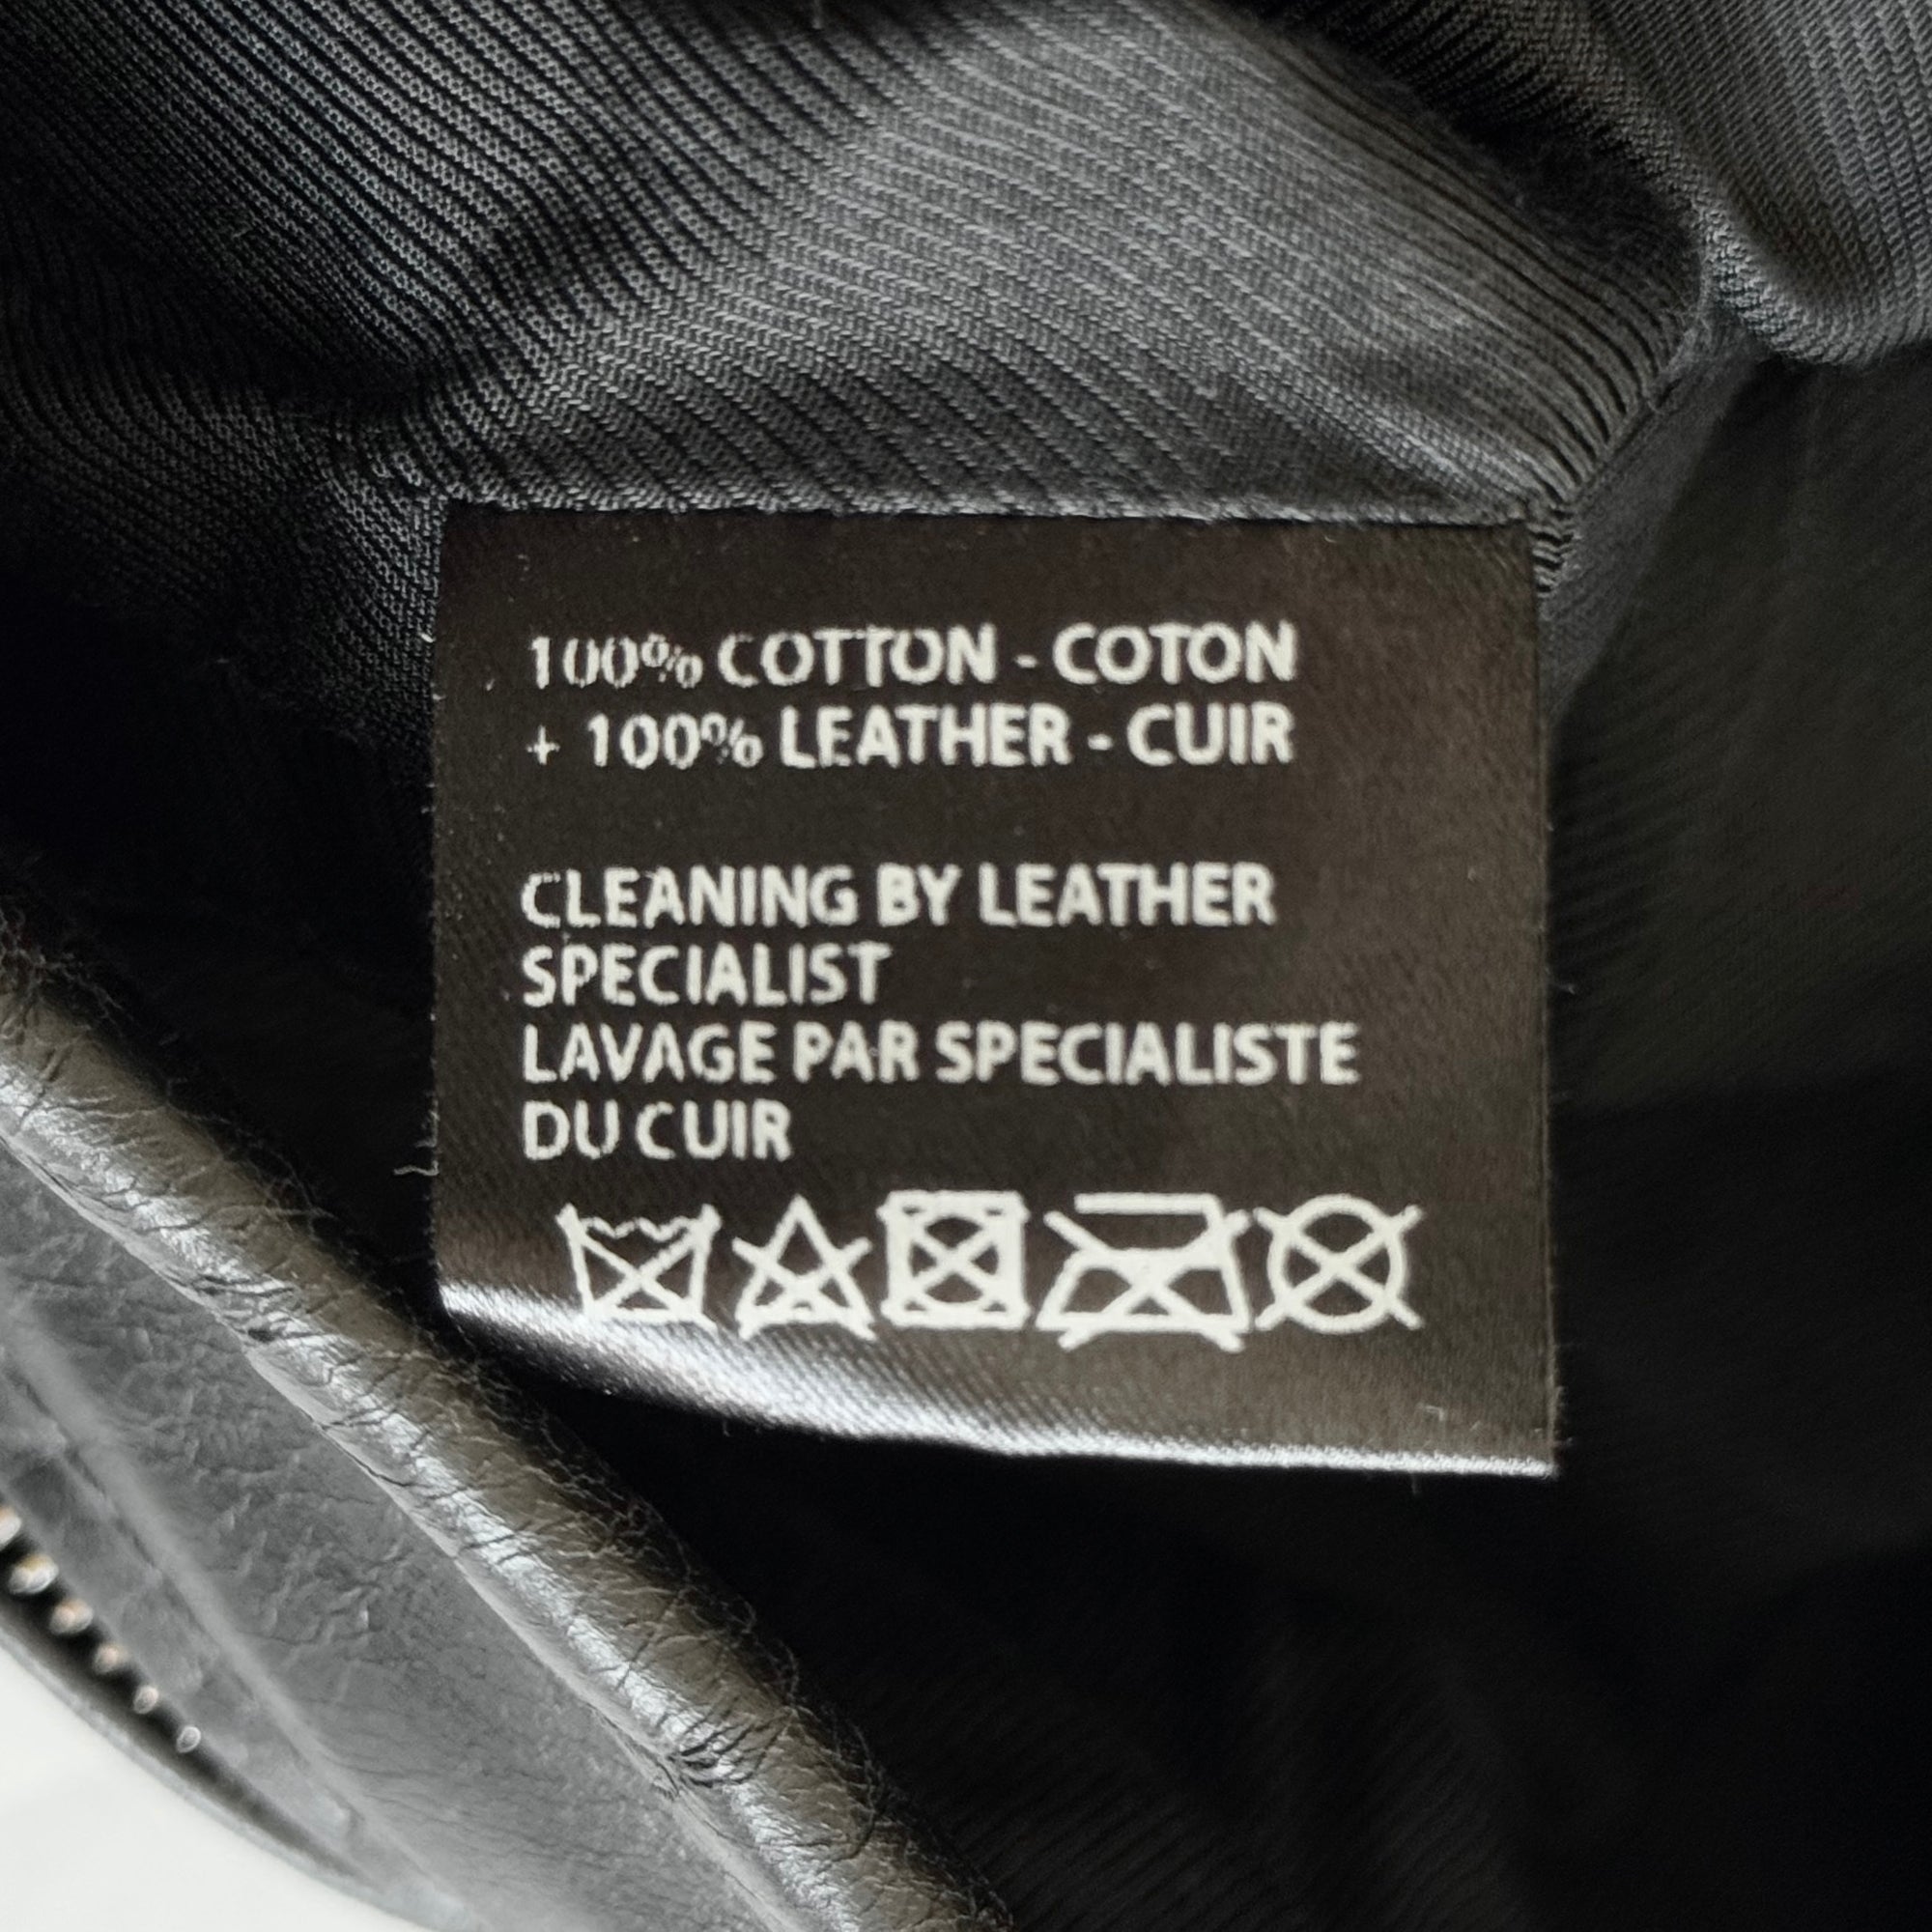 100% COTTON - COTON
+ 100% LEATHER - CUIR
CLEANING BY LEATHER
SPECIALIST
LAVAGE PAR SPECIALISTE
DU CUIR